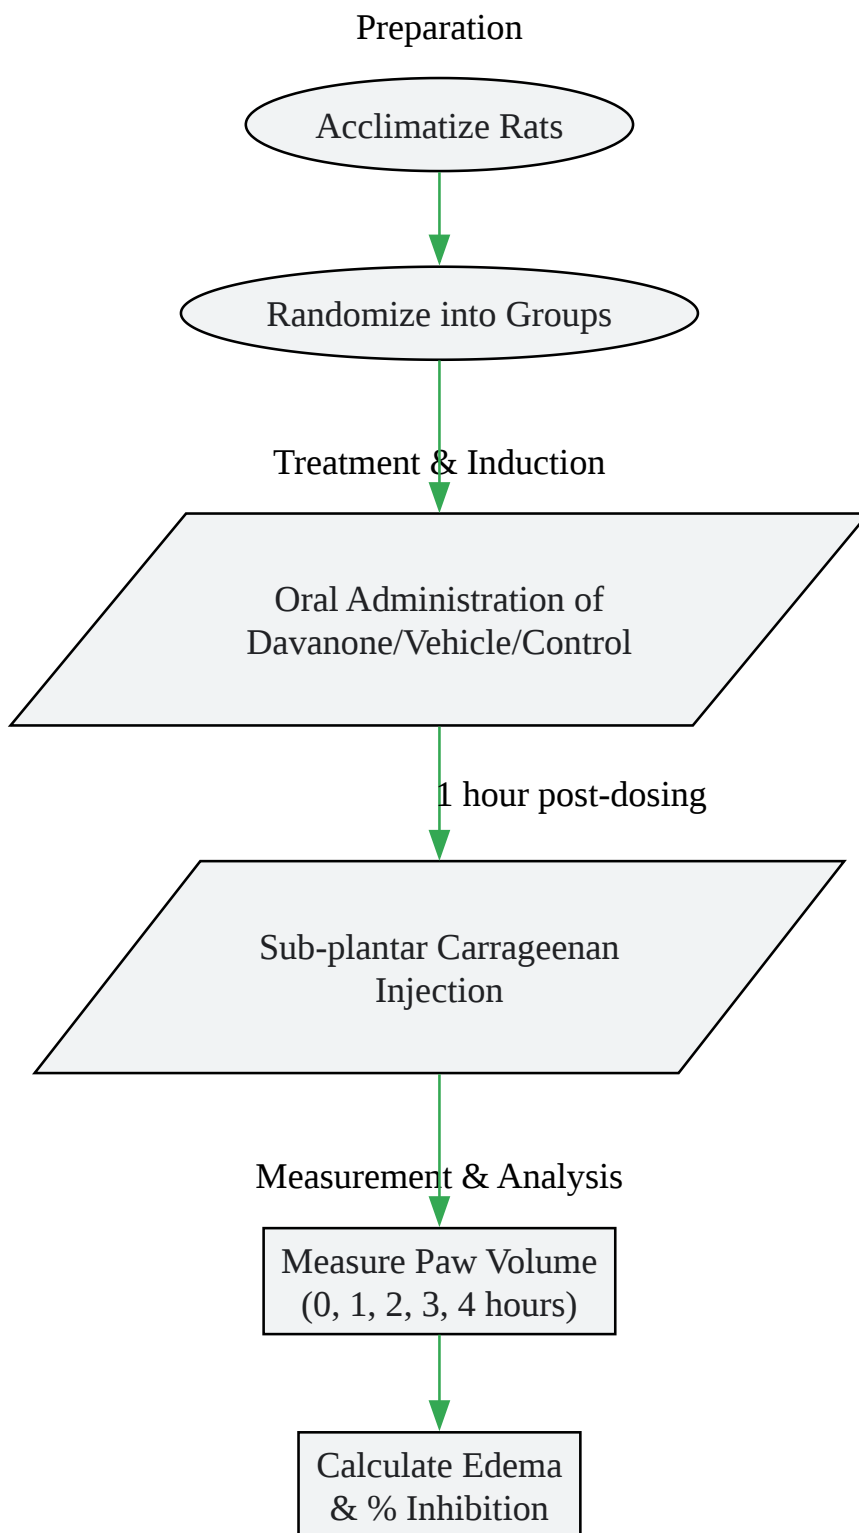 Preparation
Acclimatize Rats
Randomize into Groups
Treatment & Induction
Oral Administration of
Davanone/Vehicle/Control
1 hour post-dosing
Sub-plantar Carrageenan
Injection
Measurement & Analysis
Measure Paw Volume
(0, 1, 2, 3, 4 hours)
Calculate Edema
& % Inhibition